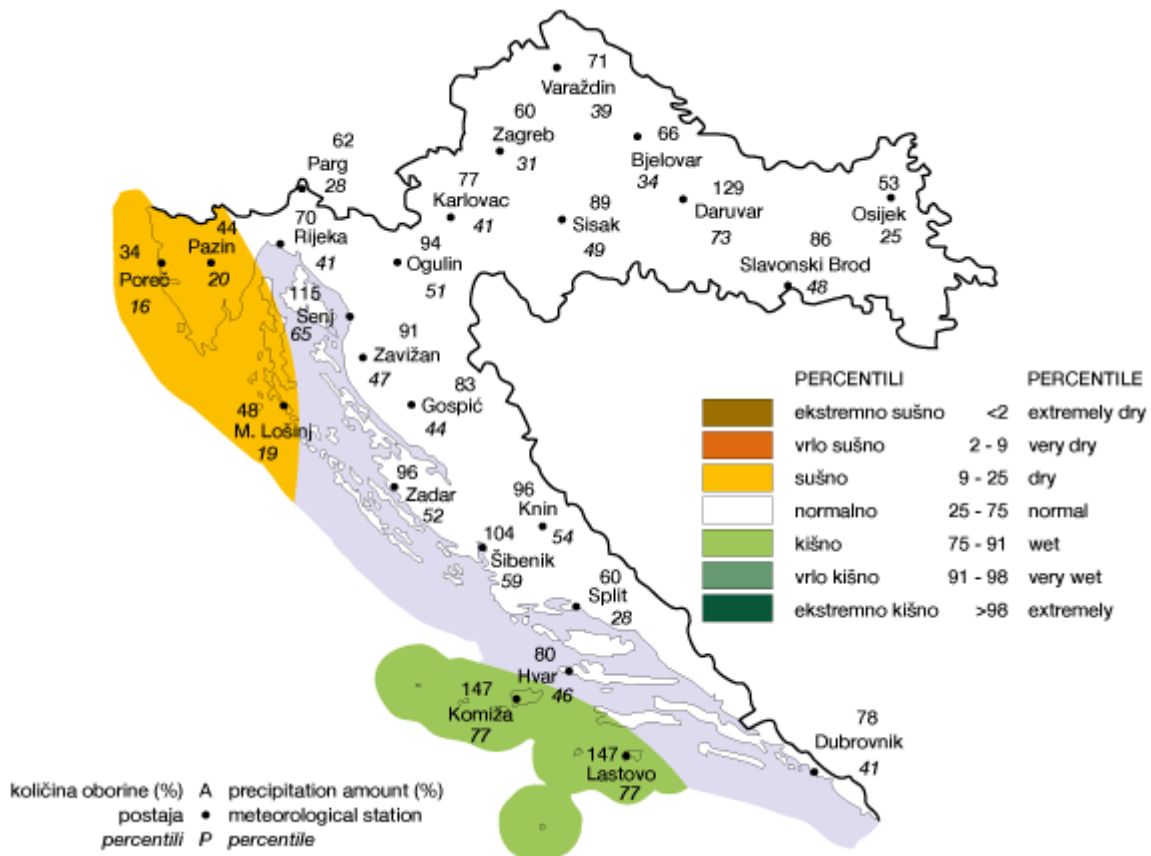 71
Varaždin
39
60
Zagreb
31
66
Bjelovar
34
62
Parg
28
77
Karlovac
41
129
Daruvar
73
53
Osijek
25
89
Sisak
49
86
Slavonski Brod
48
44
Pazin
20
70
Rijeka
41
94
Ogulin
51
34
Poreč
16
115
Senj
65
91
Zavižan
47
83
Gospić
44
48
M. Lošinj
19
96
Zadar
52
96
Knin
54
104
Šibenik
59
60
Split
28
80
Hvar
46
147
Komiža
77
147
Lastovo
77
78
Dubrovnik
41
PERCENTILI PERCENTILE
ekstremno sušno <2 extremely dry
vrlo sušno 2 - 9 very dry
sušno 9 - 25 dry
normalno 25 - 75 normal
kišno 75 - 91 wet
vrlo kišno 91 - 98 very wet
ekstremno kišno >98 extremely
količina oborine (%) A precipitation amount (%)
postaja • meteorological station
percentili P percentile